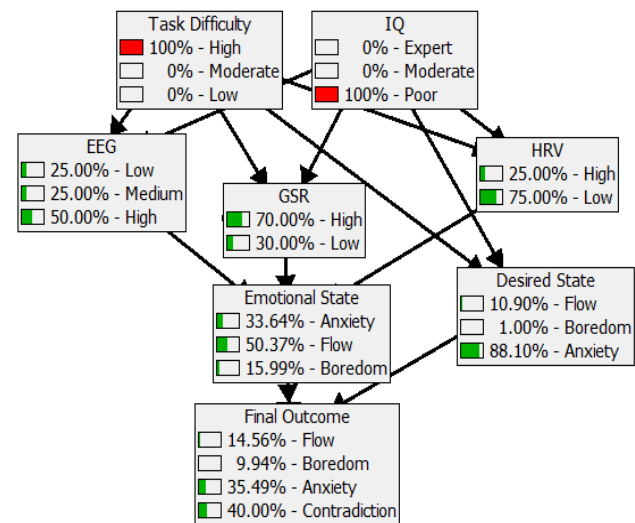 Task Difficulty
100% - High
0% - Moderate
0% - Low
IQ
0% - Expert
0% - Moderate
100% - Poor
EEG
25.00% - Low
25.00% - Medium
50.00% - High
GSR
70.00% - High
30.00% - Low
HRV
25.00% - High
75.00% - Low
Emotional State
33.64% - Anxiety
50.37% - Flow
15.99% - Boredom
Desired State
10.90% - Flow
1.00% - Boredom
88.10% - Anxiety
Final Outcome
14.56% - Flow
9.94% - Boredom
35.49% - Anxiety
40.00% - Contradiction